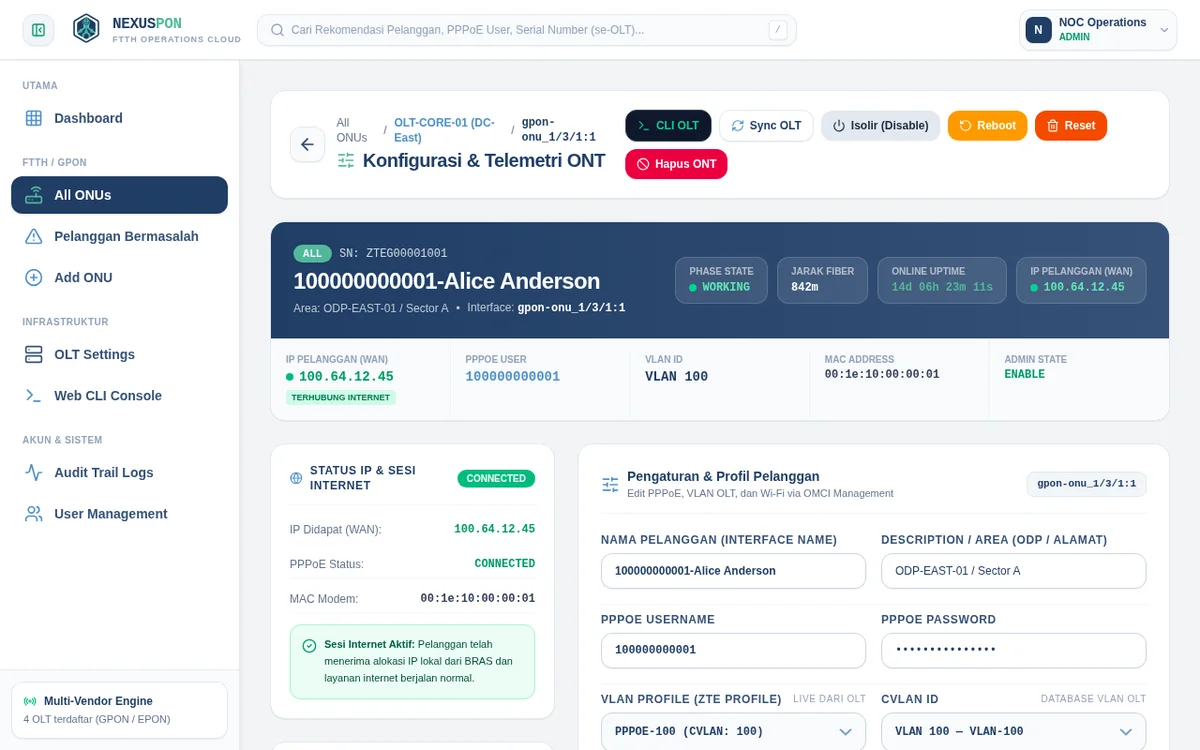 NEXUSPON
FTTH OPERATIONS CLOUD
Cari Rekomendasi Pelanggan, PPPoE User, Serial Number (se-OLT)...
/
N
NOC Operations
ADMIN
UTAMA
Dashboard
FTTH / GPON
All ONUs
Pelanggan Bermasalah
Add ONU
INFRASTRUKTUR
OLT Settings
Web CLI Console
AKUN & SISTEM
Audit Trail Logs
User Management
Multi-Vendor Engine
4 OLT terdaftar (GPON / EPON)
All ONUs / OLT-CORE-01 (DC-East) / gpon-onu_1/3/1:1
Konfigurasi & Telemetri ONT
CLI OLT
Sync OLT
Isolir (Disable)
Reboot
Reset
Hapus ONT
ALL SN: ZTEG00001001
100000000001-Alice Anderson
Area: ODP-EAST-01 / Sector A • Interface: gpon-onu_1/3/1:1
PHASE STATE
WORKING
JARAK FIBER
842m
ONLINE UPTIME
14d 06h 23m 11s
IP PELANGGAN (WAN)
100.64.12.45
IP PELANGGAN (WAN)
100.64.12.45
TERHUBUNG INTERNET
PPPOE USER
100000000001
VLAN ID
VLAN 100
MAC ADDRESS
00:1e:10:00:00:01
ADMIN STATE
ENABLE
STATUS IP & SESI
INTERNET
CONNECTED
IP Didapat (WAN): 100.64.12.45
PPPoE Status: CONNECTED
MAC Modem: 00:1e:10:00:00:01
Sesi Internet Aktif: Pelanggan telah
menerima alokasi IP lokal dari BRAS dan
layanan internet berjalan normal.
Pengaturan & Profil Pelanggan
Edit PPPoE, VLAN OLT, dan Wi-Fi via OMCI Management
gpon-onu_1/3/1:1
NAMA PELANGGAN (INTERFACE NAME)
100000000001-Alice Anderson
DESCRIPTION / AREA (ODP / ALAMAT)
ODP-EAST-01 / Sector A
PPPOE USERNAME
100000000001
PPPOE PASSWORD
•••••••••••••••
VLAN PROFILE (ZTE PROFILE) LIVE DARI OLT
PPPOE-100 (CVLAN: 100)
CVLAN ID DATABASE VLAN OLT
VLAN 100 — VLAN-100